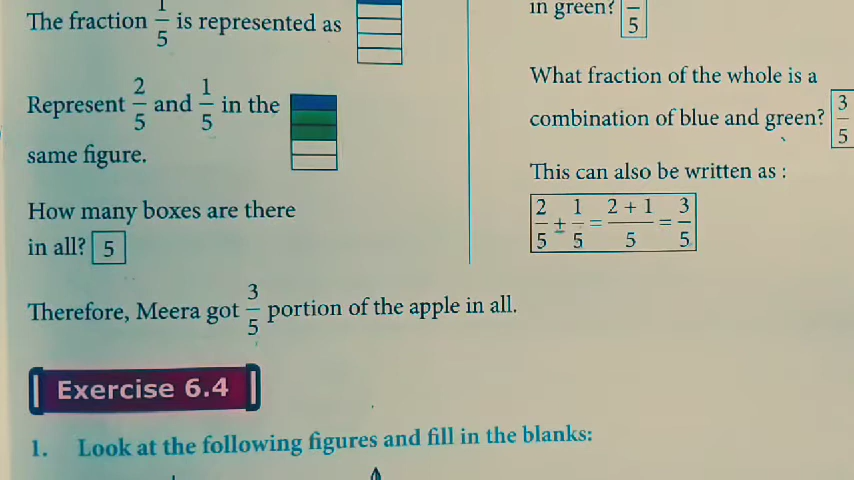 The fraction 1/5 is represented as
Represent 2/5 and 1/5 in the
same figure.
How many boxes are there
in all? 5
in green? /5
What fraction of the whole is a
combination of blue and green? 3/5
This can also be written as :
2/5 + 1/5 = 2 + 1/5 = 3/5
Therefore, Meera got 3/5 portion of the apple in all.
Exercise 6.4
1. Look at the following figures and fill in the blanks: